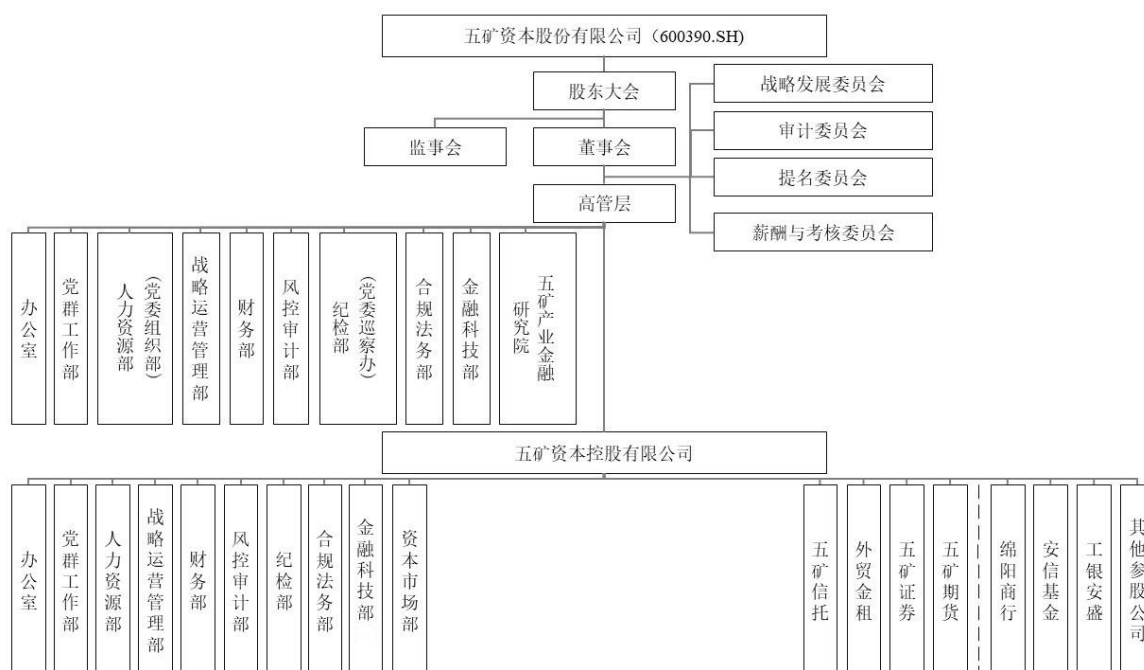 五矿资本股份有限公司（600390.SH)
股东大会
战略发展委员会
审计委员会
监事会
董事会
提名委员会
高管层
薪酬与考核委员会
办公室
党群工作部
人力资源部
(党委组织部)
战略运营管理部
财务部
风控审计部
纪检部
(党委巡察办)
合规法务部
金融科技部
五矿产业金融
研究院
五矿资本控股有限公司
办公室
党群工作部
人力资源部
战略运营管理部
财务部
风控审计部
纪检部
合规法务部
金融科技部
资本市场部
五矿信托
外贸金租
五矿证券
五矿期货
绵阳商行
安信基金
工银安盛
其他参股公司